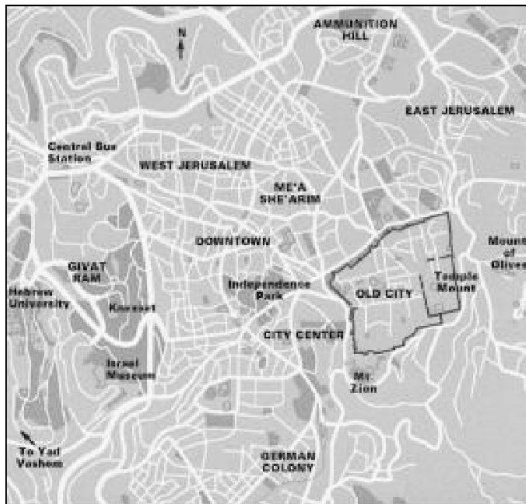 AMMUNITION
HILL
N
EAST JERUSALEM
Central Bus
Station
WEST JERUSALEM
ME'A
SHE'ARIM
DOWNTOWN
Mount
of
Olives
GIVAT
RAM
Hebrew
University
Knesset
Independence
Park
OLD CITY
Temple
Mount
CITY CENTER
Israel
Museum
Mt.
Zion
To Yad
Vashem
GERMAN
COLONY